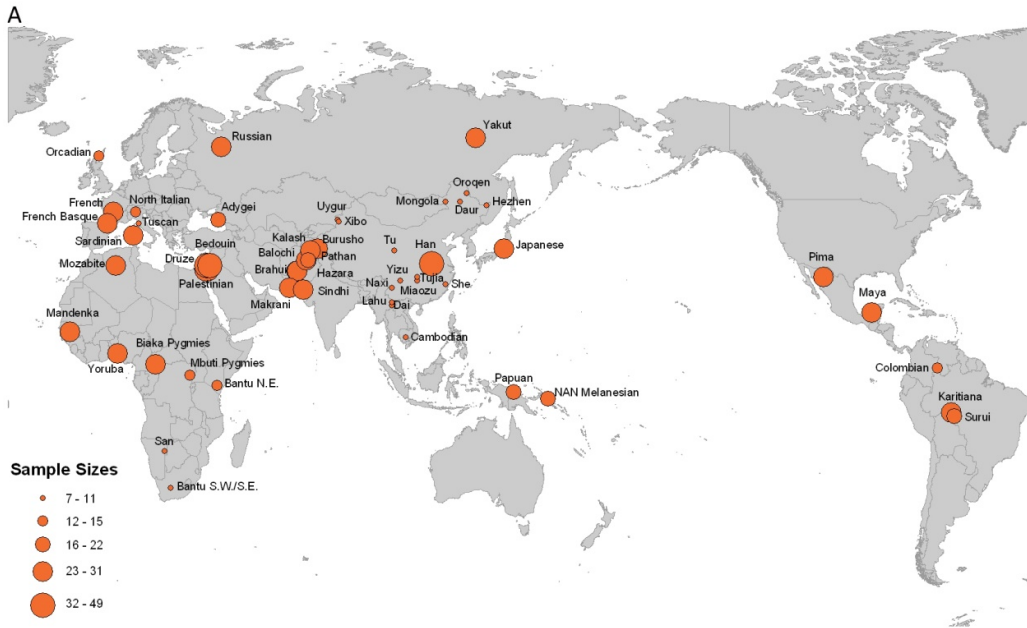 A
Yakut
Russian
Orcadian
Oroqen
Mongola
Hezhen
Daur
French
North Italian
Uygur
French Basque
Tuscan
Adygei
Xibo
Sardinian
Kalash
Burusho
Tu
Han
Japanese
Bedouin
Balochi
Pathan
Mozabite
Druze
Brahui
Hazara
Yizu
Tujia
Pima
Palestinian
Naxi
Miaozu
She
Makrani
Sindhi
Lahu
Dai
Maya
Mandenka
Cambodian
Biaka Pygmies
Yoruba
Mbuti Pygmies
Bantu N.E.
Papuan
NAN Melanesian
Colombian
Karitiana
Surui
San
Bantu S.W./S.E.
Sample Sizes
7 - 11
12 - 15
16 - 22
23 - 31
32 - 49